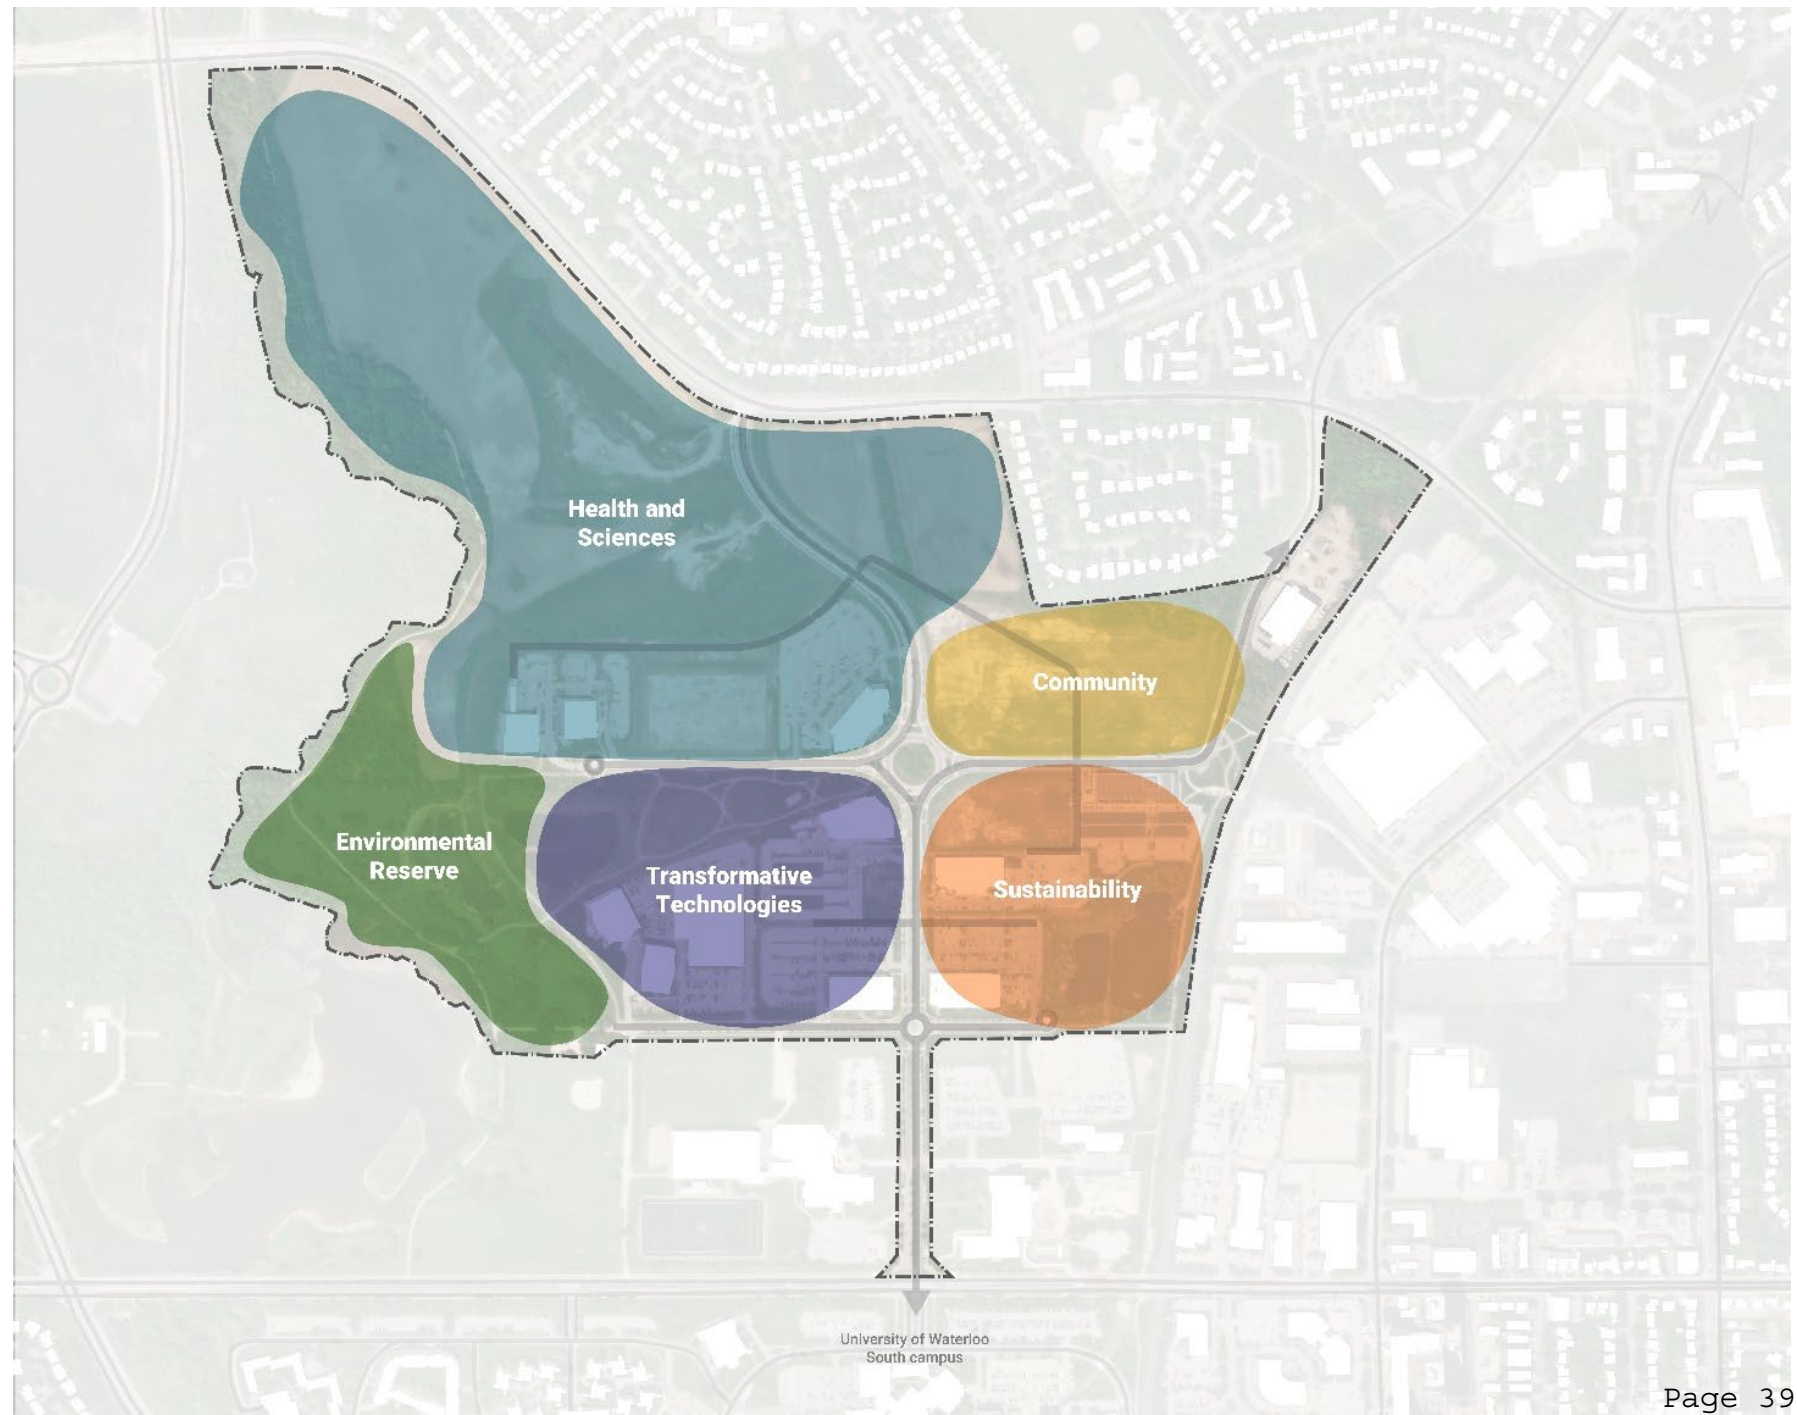 Health and
Sciences
Community
Environmental
Reserve
Transformative
Technologies
Sustainability
University of Waterloo
South campus
Page 39